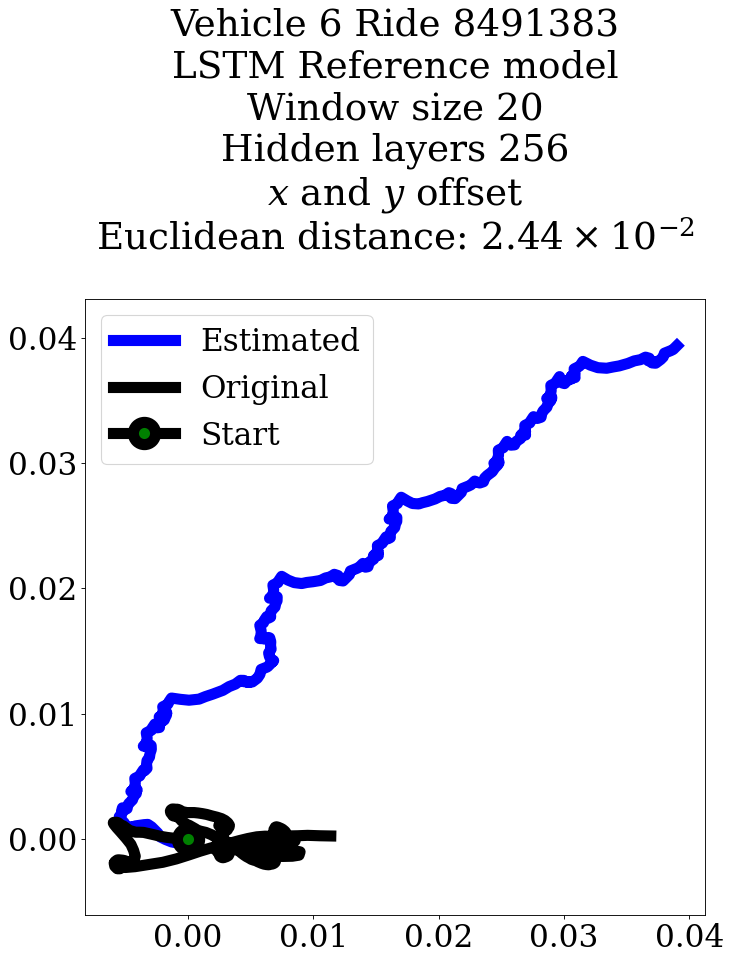 Vehicle 6 Ride 8491383
LSTM Reference model
Window size 20
Hidden layers 256
x and y offset
Euclidean distance: 2.44 × 10⁻²
Estimated
Original
Start
0.04
0.03
0.02
0.01
0.00
0.00 0.01 0.02 0.03 0.04